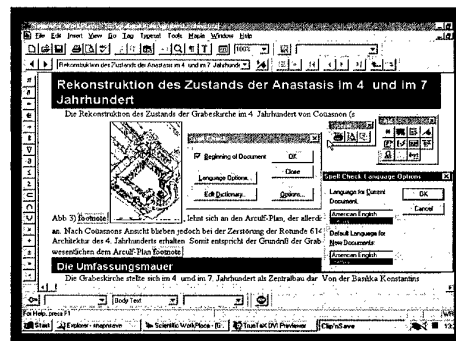 File Edit Insert View Go Tag Typeset Tools Maple Window Help
100%
Rekonstruktion des Zustands der Anastasis im 4 und im 7 Jahrhundert
Rekonstruktion des Zustands der Anastasis im 4 und im 7
Jahrhundert
Die Rekonstruktion des Zustands der Grabeskirche im 4 Jahrhundert von Couasnon (s
Beginning of Document
OK
Close
Language Options...
Edit Dictionary...
Options...
Spell Check Language Options
Language for Current
Document.
American English
OK
Cancel
Default Language for
New Documents:
American English
Abb 3) footnote, lehnt sich an den Arculf-Plan, der allerdi
an. Nach Couasnons Ansicht bleiben jedoch bei der Zerstörung der Rotunde 614
Architektur des 4. Jahrhunderts erhalten Somit entspricht der Grundriß der Grab
wesentlichen dem Arculf-Plan footnote
Die Umfassungsmauer
Die Grabeskirche stellte sich im 4 und im 7. Jahrhundert als Zentralbau dar Von der Basilika Konstantins
Body Text
For Help, press F1
Start
Explorer - snapnsave
Scientific WorkPlace -
TrueTeX DVI Previewer
Clip'nSave